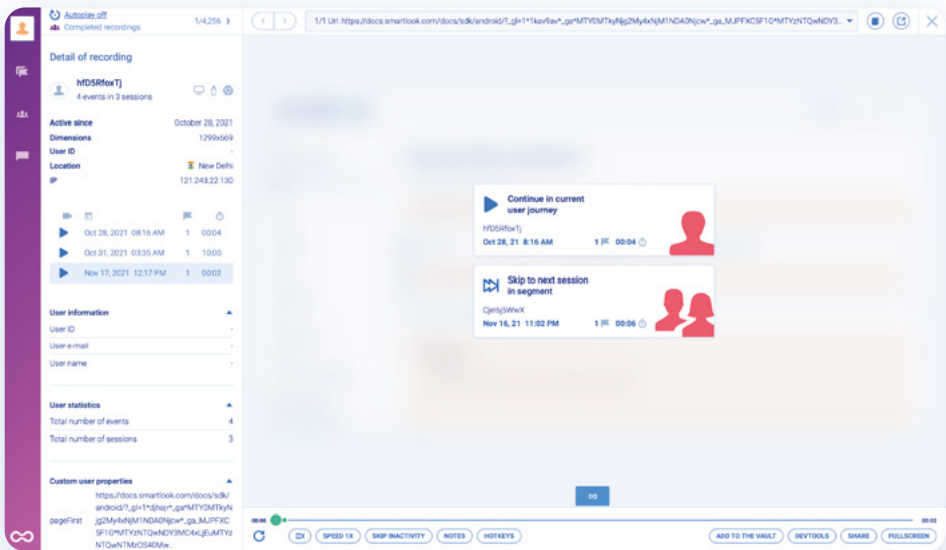 Autoplay off
Completed recordings
1/4,256
1/1 Url: https://docs.smartlook.com/docs/sdk/android/?_gl=1*1kav9av*_ga*MTY0MTkyNjg2My4xNjM1NDA0Njcw*_ga_MJPFXC5F1G*MTYzNTQwNDY3...
Detail of recording
hfD5RfoxTj
4 events in 3 sessions
Active since October 28, 2021
Dimensions 1299x669
User ID -
Location New Delhi
IP 121.243.22.130
Oct 28, 2021 08:16 AM 1 00:04
Oct 31, 2021 03:35 AM 1 10:03
Nov 17, 2021 12:17 PM 1 00:02
User information
User ID -
User e-mail -
User name -
User statistics
Total number of events 4
Total number of sessions 3
Custom user properties
pageFirst
https://docs.smartlook.com/docs/sdk/
android/?_gl=1*djhajr*_ga*MTY0MTkyN
jg2My4xNjM1NDA0Njcw*_ga_MJPFXC
5F1G*MTYzNTQwNDY3MC4xLjEuMTYz
NTQwNTMzOS40Mw..
Continue in current
user journey
hfD5RfoxTj
Oct 28, 21 8:16 AM 1 00:04
Skip to next session
in segment
CjeI6j5WwX
Nov 16, 21 11:02 PM 1 00:06
00:00
00:02
SPEED 1X
SKIP INACTIVITY
NOTES
HOTKEYS
ADD TO THE VAULT
DEVTOOLS
SHARE
FULLSCREEN